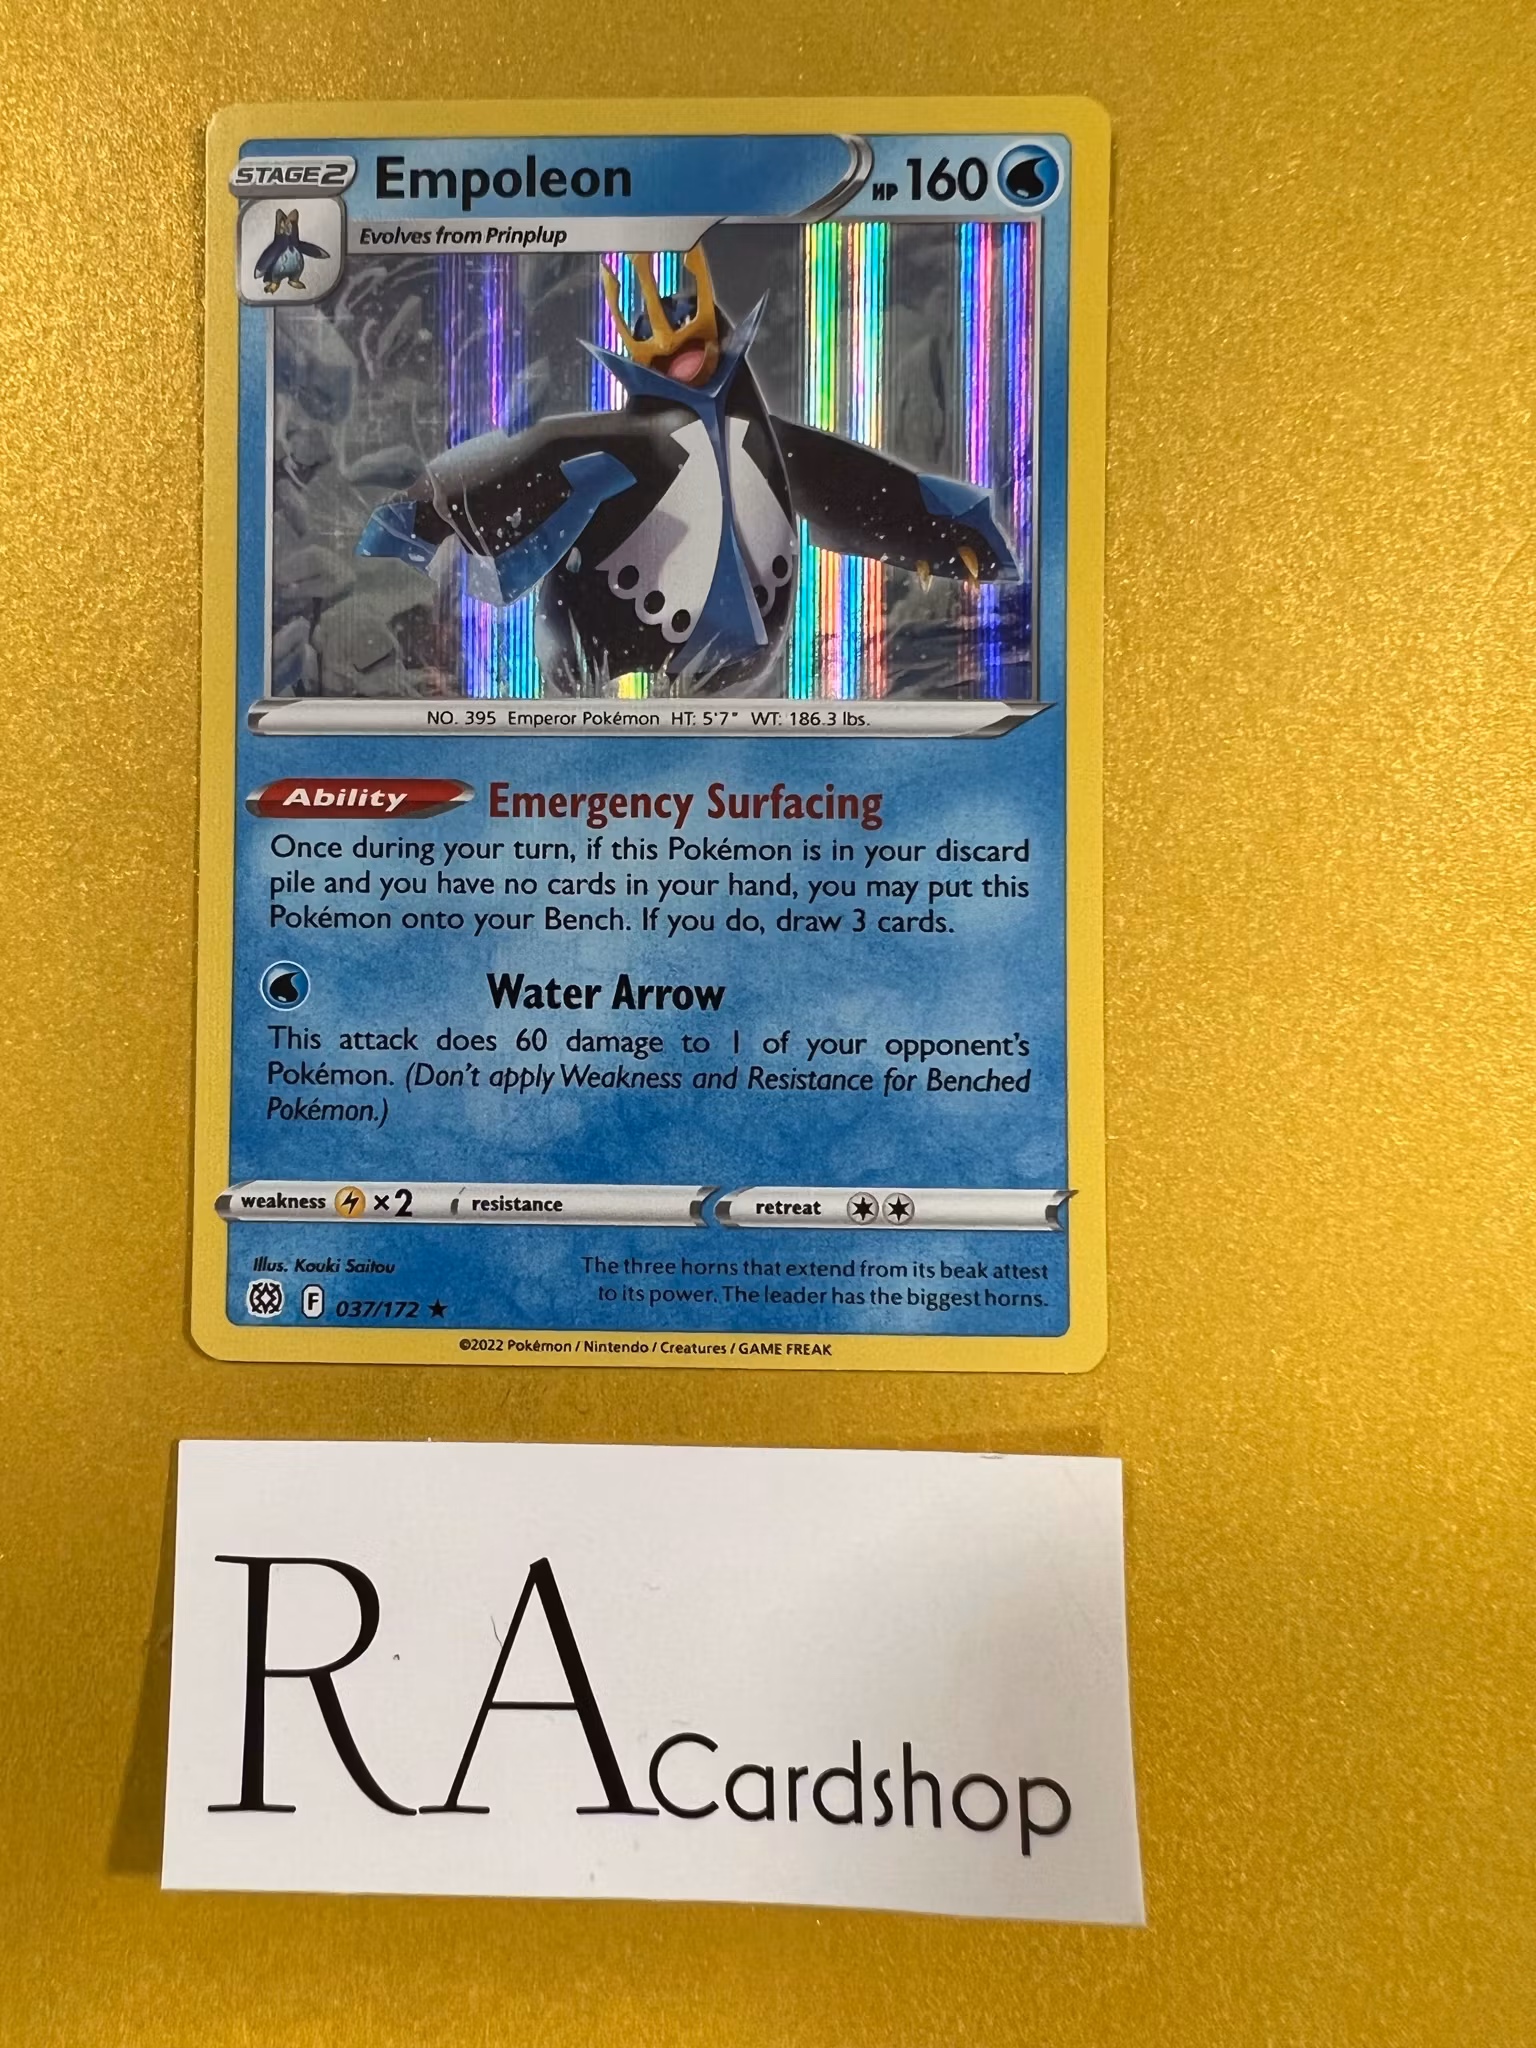 STAGE 2 Empoleon HP 160
Evolves from Prinplup
NO. 395 Emperor Pokémon HT: 5'7" WT: 186.3 lbs.
Ability Emergency Surfacing
Once during your turn, if this Pokémon is in your discard
pile and you have no cards in your hand, you may put this
Pokémon onto your Bench. If you do, draw 3 cards.
Water Arrow
This attack does 60 damage to 1 of your opponent's
Pokémon. (Don't apply Weakness and Resistance for Benched
Pokémon.)
weakness ×2 resistance retreat
Illus. Kouki Saitou
The three horns that extend from its beak attest
to its power. The leader has the biggest horns.
F 037/172 ★
©2022 Pokémon / Nintendo / Creatures / GAME FREAK
RA Cardshop